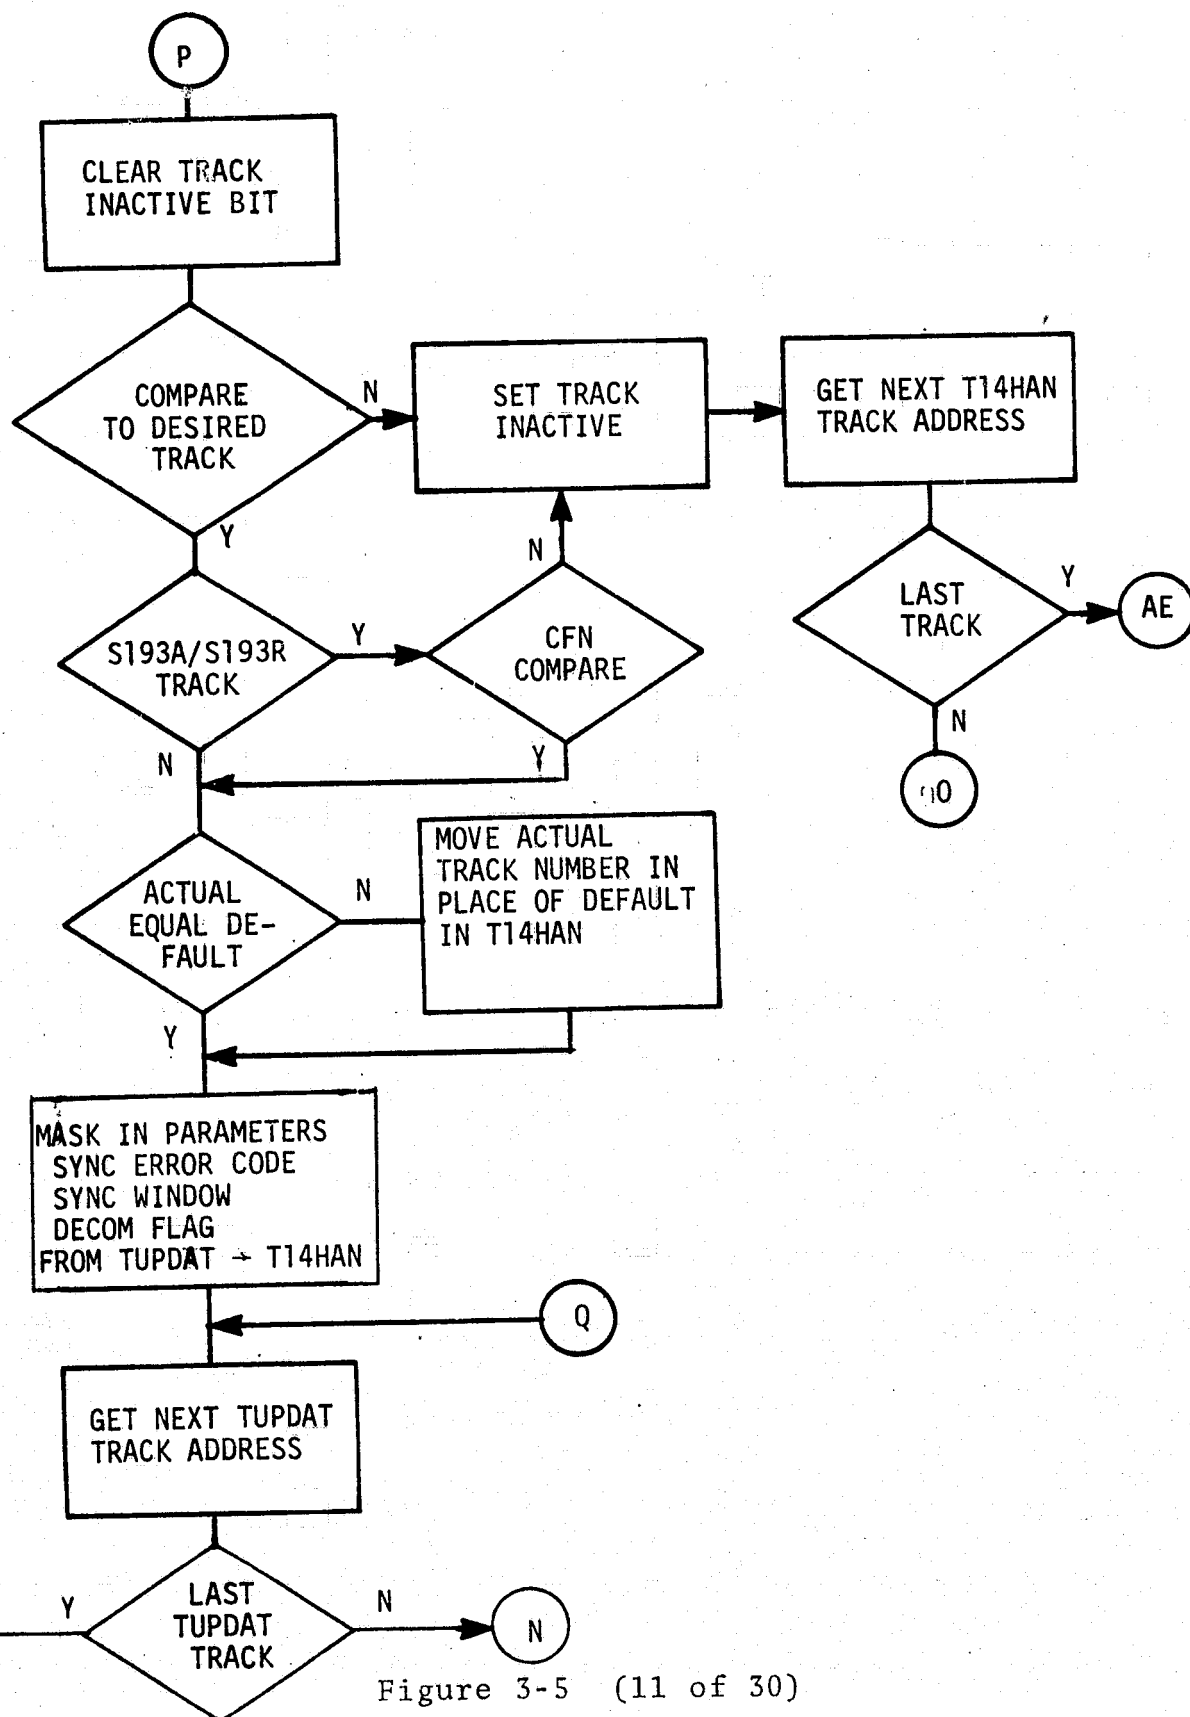 P
CLEAR TRACK
INACTIVE BIT
COMPARE
TO DESIRED
TRACK
N
SET TRACK
INACTIVE
GET NEXT T14HAN
TRACK ADDRESS
Y
N
LAST
TRACK
Y
AE
S193A/S193R
TRACK
Y
CFN
COMPARE
N
N
Y
ACTUAL
EQUAL DE-
FAULT
N
MOVE ACTUAL
TRACK NUMBER IN
PLACE OF DEFAULT
IN T14HAN
Y
MASK IN PARAMETERS
SYNC ERROR CODE
SYNC WINDOW
DECOM FLAG
FROM TUPDAT → T14HAN
Q
GET NEXT TUPDAT
TRACK ADDRESS
Y
LAST
TUPDAT
TRACK
N
N
Figure 3-5 (11 of 30)